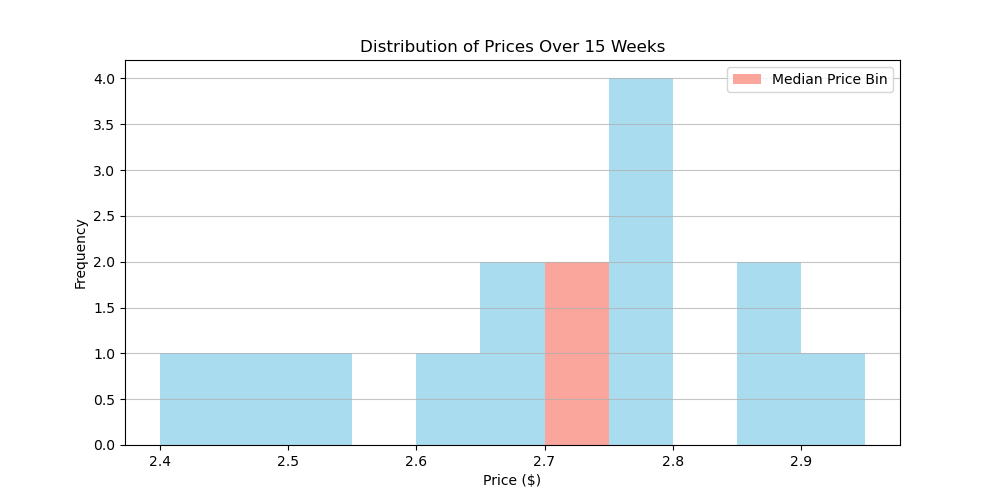 Distribution of Prices Over 15 Weeks
Median Price Bin
Frequency
4.0
3.5
3.0
2.5
2.0
1.5
1.0
0.5
0.0
2.4 2.5 2.6 2.7 2.8 2.9
Price ($)